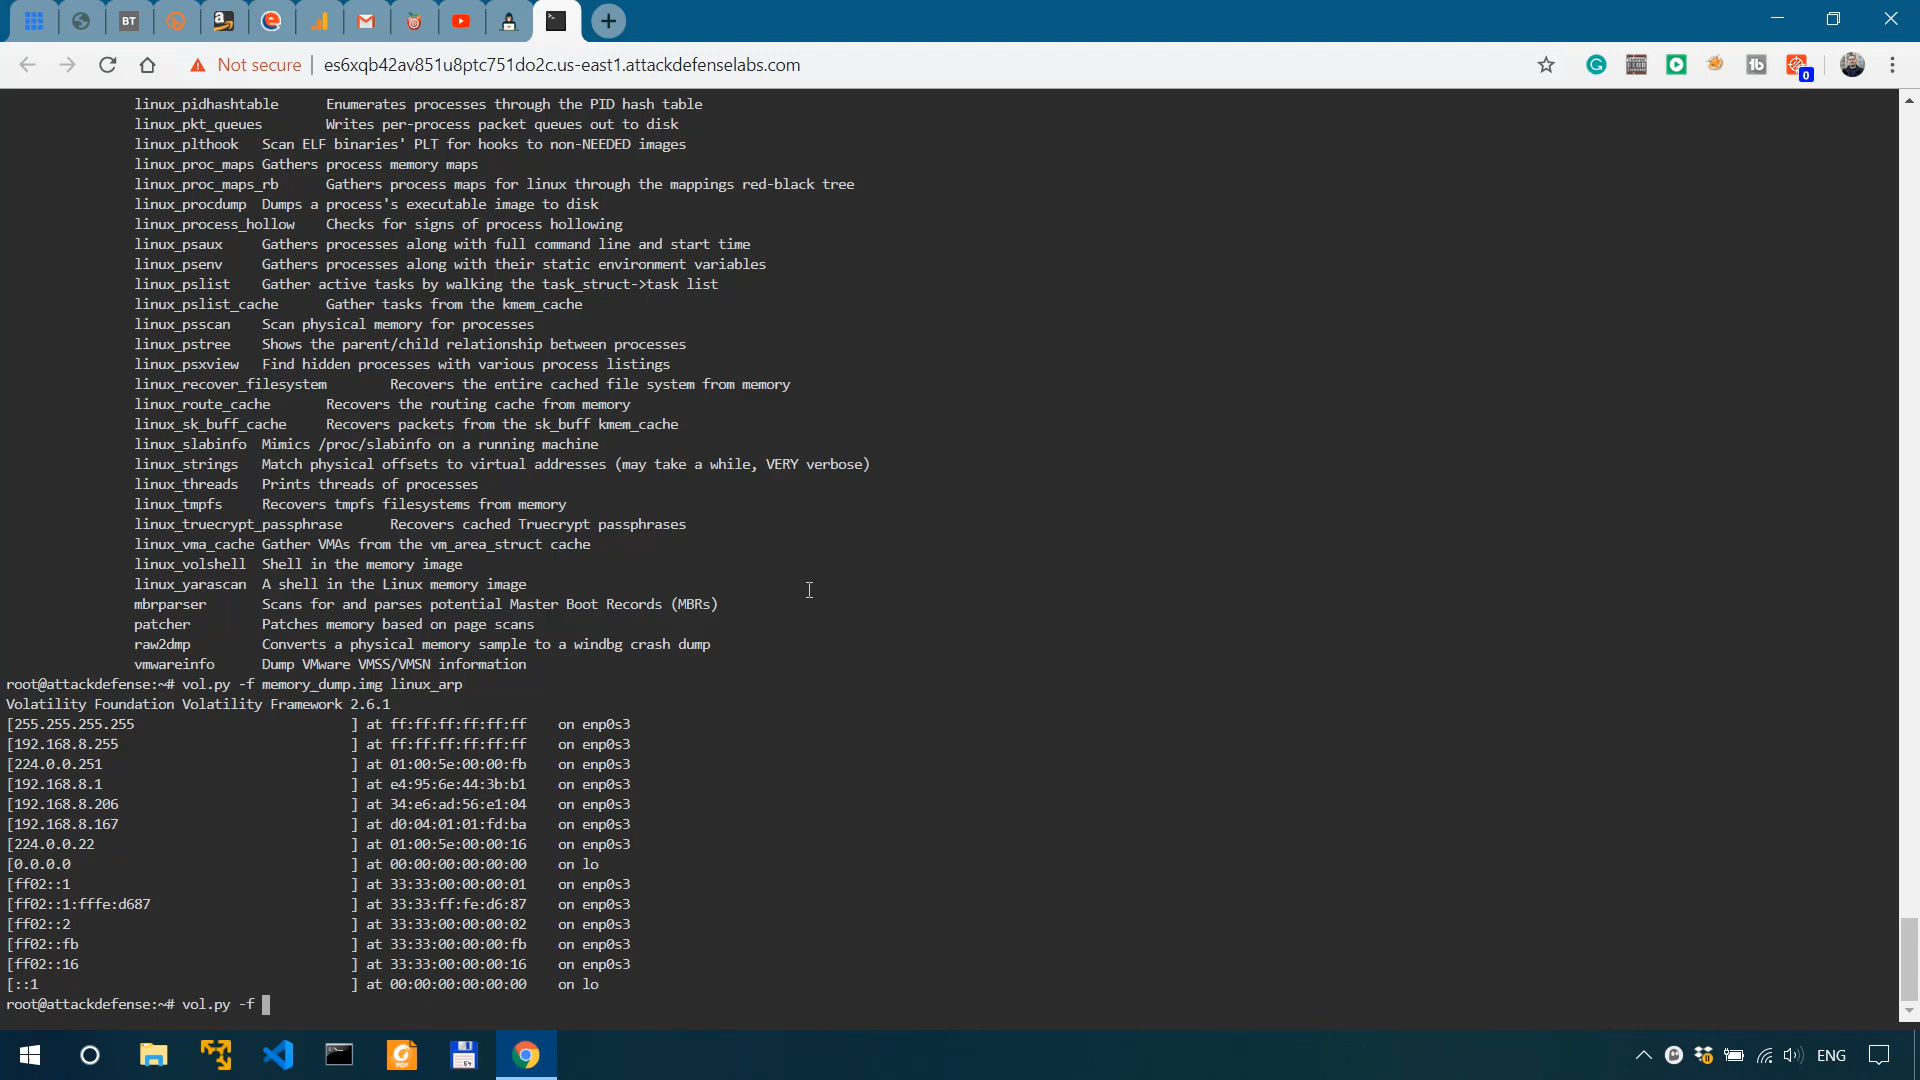 BT
Not secure
es6xqb42av851u8ptc751do2c.us-east1.attackdefenselabs.com
0
linux_pidhashtable Enumerates processes through the PID hash table
linux_pkt_queues Writes per-process packet queues out to disk
linux_plthook Scan ELF binaries' PLT for hooks to non-NEEDED images
linux_proc_maps Gathers process memory maps
linux_proc_maps_rb Gathers process maps for linux through the mappings red-black tree
linux_procdump Dumps a process's executable image to disk
linux_process_hollow Checks for signs of process hollowing
linux_psaux Gathers processes along with full command line and start time
linux_psenv Gathers processes along with their static environment variables
linux_pslist Gather active tasks by walking the task_struct->task list
linux_pslist_cache Gather tasks from the kmem_cache
linux_psscan Scan physical memory for processes
linux_pstree Shows the parent/child relationship between processes
linux_psxview Find hidden processes with various process listings
linux_recover_filesystem Recovers the entire cached file system from memory
linux_route_cache Recovers the routing cache from memory
linux_sk_buff_cache Recovers packets from the sk_buff kmem_cache
linux_slabinfo Mimics /proc/slabinfo on a running machine
linux_strings Match physical offsets to virtual addresses (may take a while, VERY verbose)
linux_threads Prints threads of processes
linux_tmpfs Recovers tmpfs filesystems from memory
linux_truecrypt_passphrase Recovers cached Truecrypt passphrases
linux_vma_cache Gather VMAs from the vm_area_struct cache
linux_volshell Shell in the memory image
linux_yarascan A shell in the Linux memory image
mbrparser Scans for and parses potential Master Boot Records (MBRs)
patcher Patches memory based on page scans
raw2dmp Converts a physical memory sample to a windbg crash dump
vmwareinfo Dump VMware VMSS/VMSN information
root@attackdefense:~# vol.py -f memory_dump.img linux_arp
Volatility Foundation Volatility Framework 2.6.1
[255.255.255.255 ] at ff:ff:ff:ff:ff:ff on enp0s3
[192.168.8.255 ] at ff:ff:ff:ff:ff:ff on enp0s3
[224.0.0.251 ] at 01:00:5e:00:00:fb on enp0s3
[192.168.8.1 ] at e4:95:6e:44:3b:b1 on enp0s3
[192.168.8.206 ] at 34:e6:ad:56:e1:04 on enp0s3
[192.168.8.167 ] at d0:04:01:01:fd:ba on enp0s3
[224.0.0.22 ] at 01:00:5e:00:00:16 on enp0s3
[0.0.0.0 ] at 00:00:00:00:00:00 on lo
[ff02::1 ] at 33:33:00:00:00:01 on enp0s3
[ff02::1:fffe:d687 ] at 33:33:ff:fe:d6:87 on enp0s3
[ff02::2 ] at 33:33:00:00:00:02 on enp0s3
[ff02::fb ] at 33:33:00:00:00:fb on enp0s3
[ff02::16 ] at 33:33:00:00:00:16 on enp0s3
[::1 ] at 00:00:00:00:00:00 on lo
root@attackdefense:~# vol.py -f
ENG